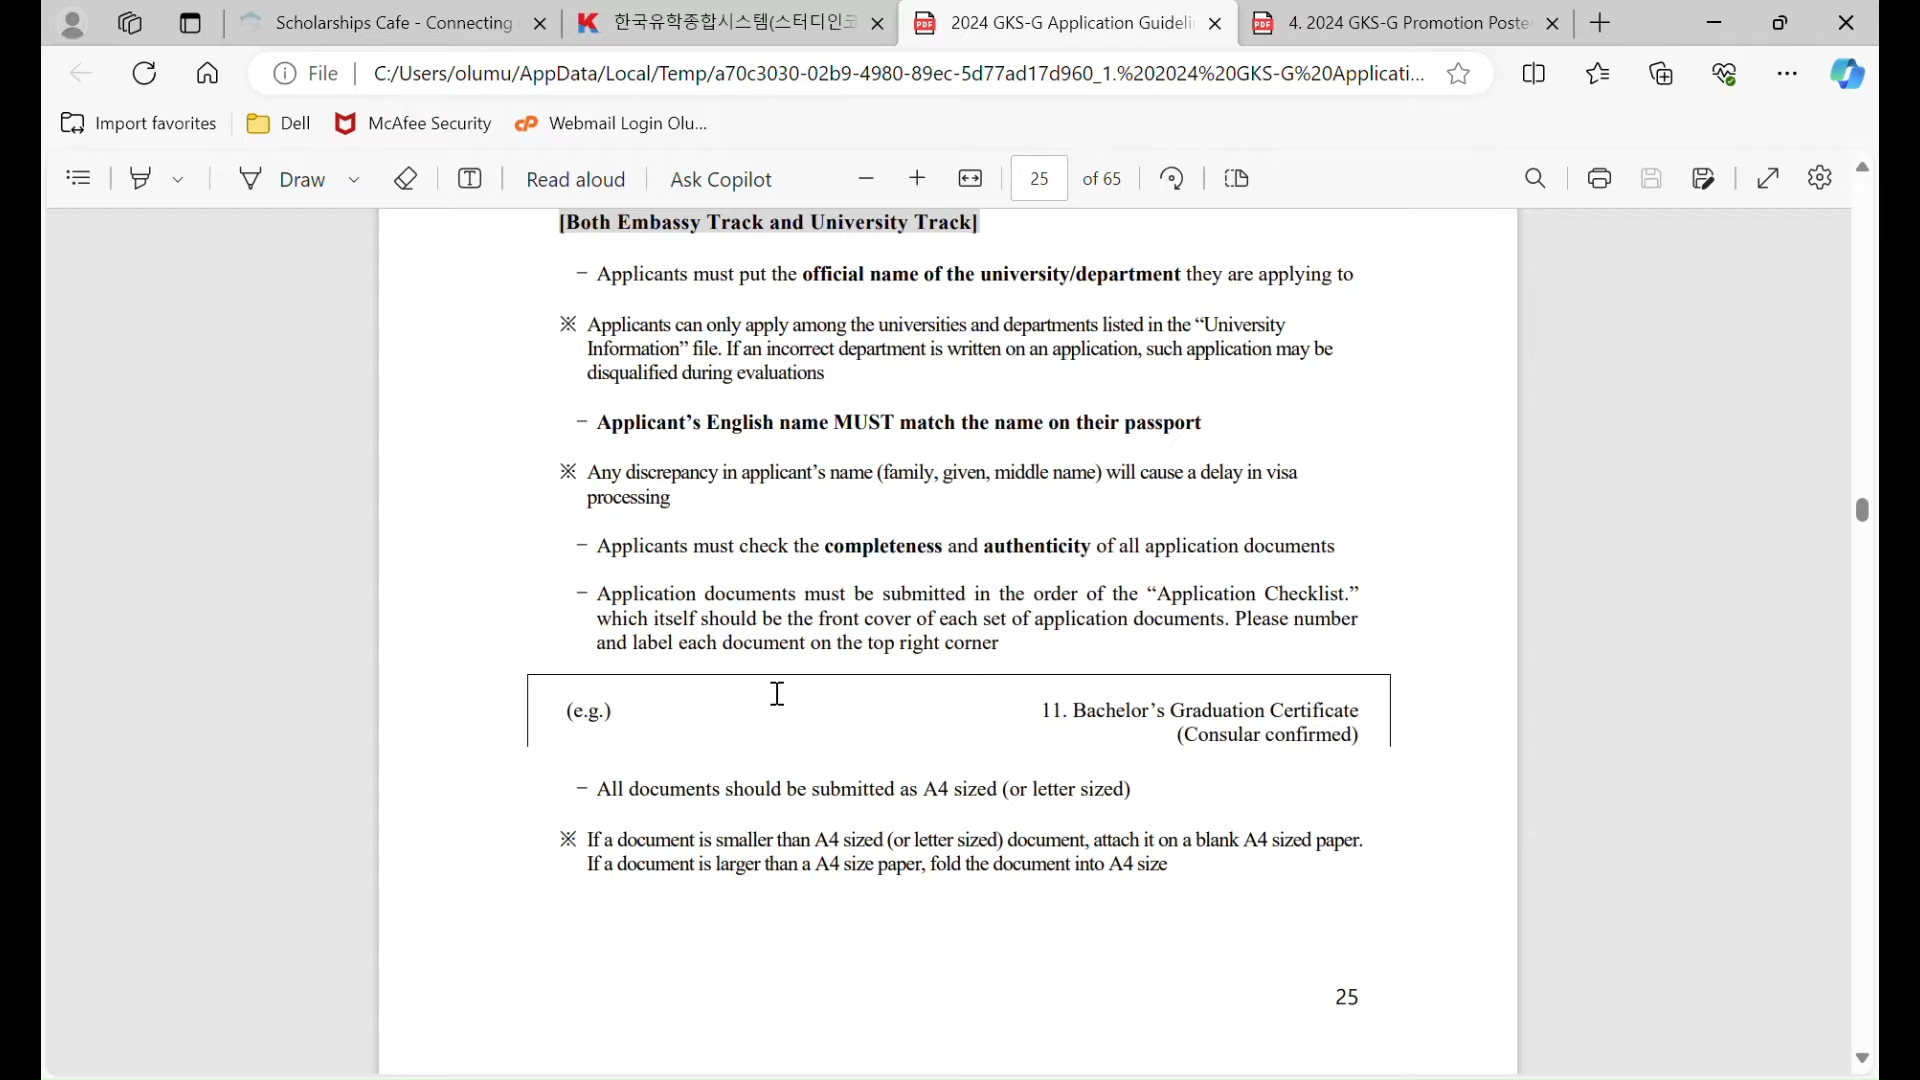 Scholarships Cafe - Connecting
한국유학종합시스템(스터디인코
2024 GKS-G Application Guideli
4. 2024 GKS-G Promotion Poste
File
C:/Users/olumu/AppData/Local/Temp/a70c3030-02b9-4980-89ec-5d77ad17d960_1.%202024%20GKS-G%20Applicati...
Import favorites
Dell
McAfee Security
cP
Webmail Login Olu...
Draw
Read aloud
Ask Copilot
25
of 65
[Both Embassy Track and University Track]
– Applicants must put the official name of the university/department they are applying to
※ Applicants can only apply among the universities and departments listed in the “University
Information” file. If an incorrect department is written on an application, such application may be
disqualified during evaluations
– Applicant’s English name MUST match the name on their passport
※ Any discrepancy in applicant’s name (family, given, middle name) will cause a delay in visa
processing
– Applicants must check the completeness and authenticity of all application documents
– Application documents must be submitted in the order of the “Application Checklist.”
which itself should be the front cover of each set of application documents. Please number
and label each document on the top right corner
(e.g.)
11. Bachelor’s Graduation Certificate
(Consular confirmed)
– All documents should be submitted as A4 sized (or letter sized)
※ If a document is smaller than A4 sized (or letter sized) document, attach it on a blank A4 sized paper.
If a document is larger than a A4 size paper, fold the document into A4 size
25